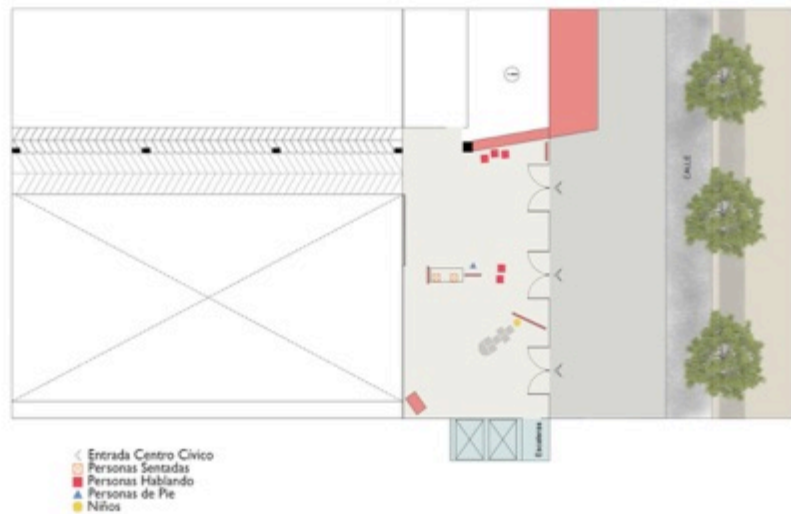 CALLE
Escaleras
Entrada Centro Cívico
Personas Sentadas
Personas Hablando
Personas de Pie
Niños